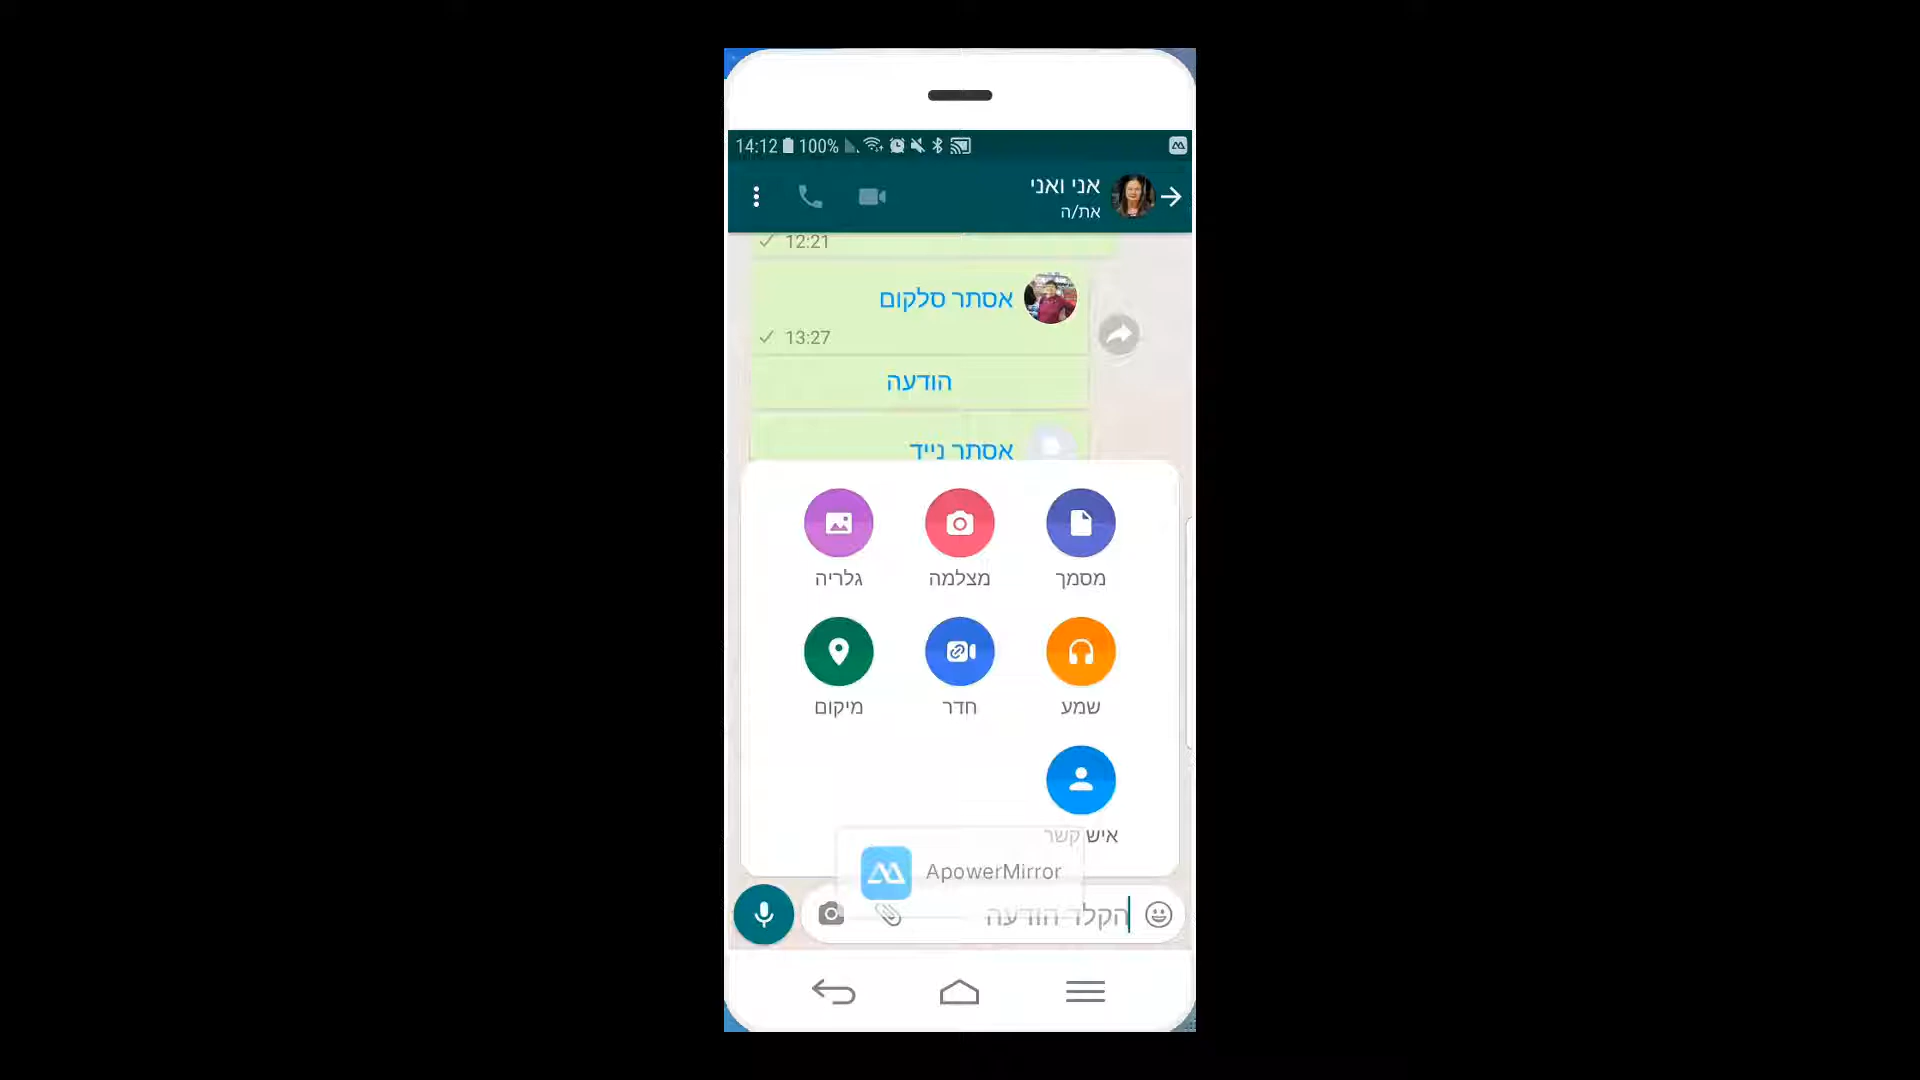 14:12 100%
אני ואני
את/ה
12:21
אסתר סלקום
13:27
הודעה
אסתר נייד
מסמך
מצלמה
גלריה
שמע
חדר
מיקום
איש קשר
ApowerMirror
הקלד הודעה